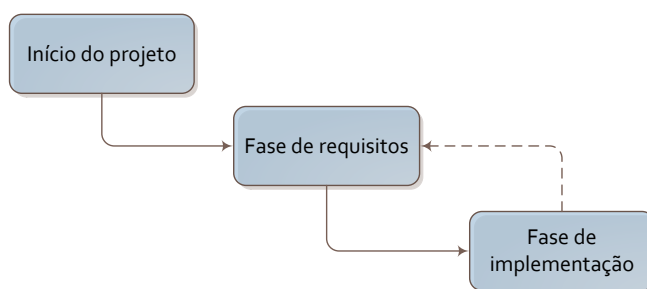 Início do projeto
Fase de requisitos
Fase de
implementação